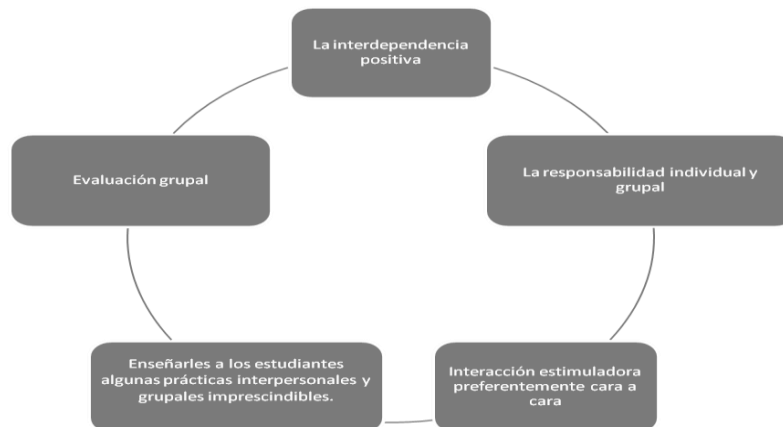 La interdependencia
positiva
La responsabilidad individual y
grupal
Interacción estimuladora
preferentemente cara a
cara
Enseñarles a los estudiantes
algunas prácticas interpersonales y
grupales imprescindibles.
Evaluación grupal